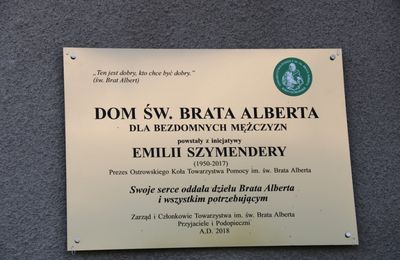 „Ten jest dobry, kto chce być dobry.”
(św. Brat Albert)
DOM ŚW. BRATA ALBERTA
DLA BEZDOMNYCH MĘŻCZYZN
powstały z inicjatywy
EMILII SZYMENDERY
(1950-2017)
Prezes Ostrowskiego Koła Towarzystwa Pomocy im. św. Brata Alberta
Swoje serce oddała dziełu Brata Alberta
i wszystkim potrzebującym
Zarząd i Członkowie Towarzystwa im. św. Brata Alberta
Przyjaciele i Podopieczni
A.D. 2018